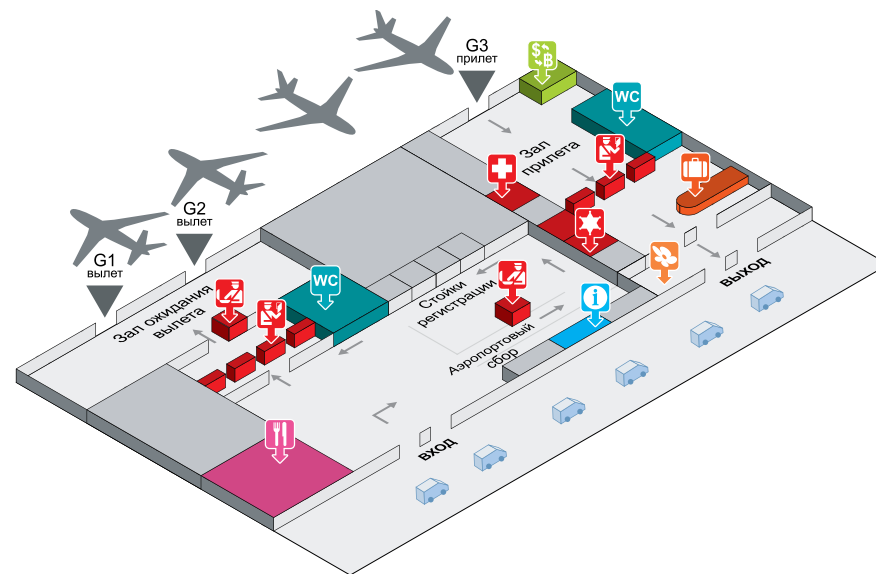 G3
прилет
$
B
WC
Зал
прилета
G2
вылет
G1
вылет
WC
Зал ожидания
вылета
Стойки
регистрации
i
Аэропортовый
сбор
ВЫХОД
ВХОД